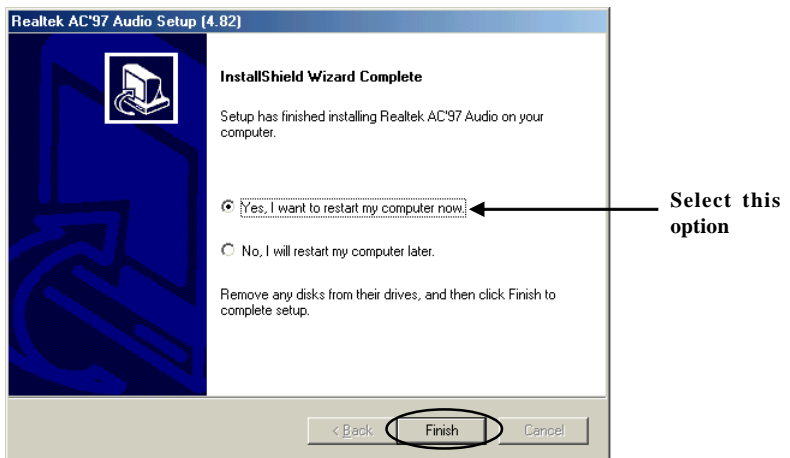 Realtek AC'97 Audio Setup (4.82)
InstallShield Wizard Complete
Setup has finished installing Realtek AC'97 Audio on your
computer.
Yes, I want to restart my computer now.
Select this
option
No, I will restart my computer later.
Remove any disks from their drives, and then click Finish to
complete setup.
< Back
Finish
Cancel